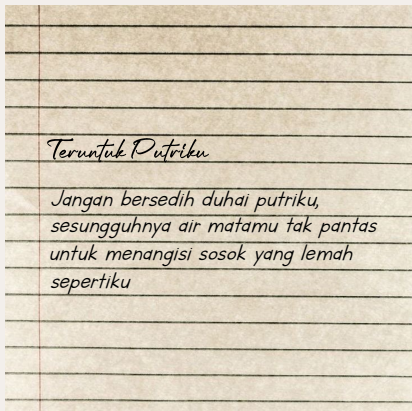 Teruntuk Putriku
Jangan bersedih duhai putriku,
sesungguhnya air matamu tak pantas
untuk menangisi sosok yang lemah
sepertiku